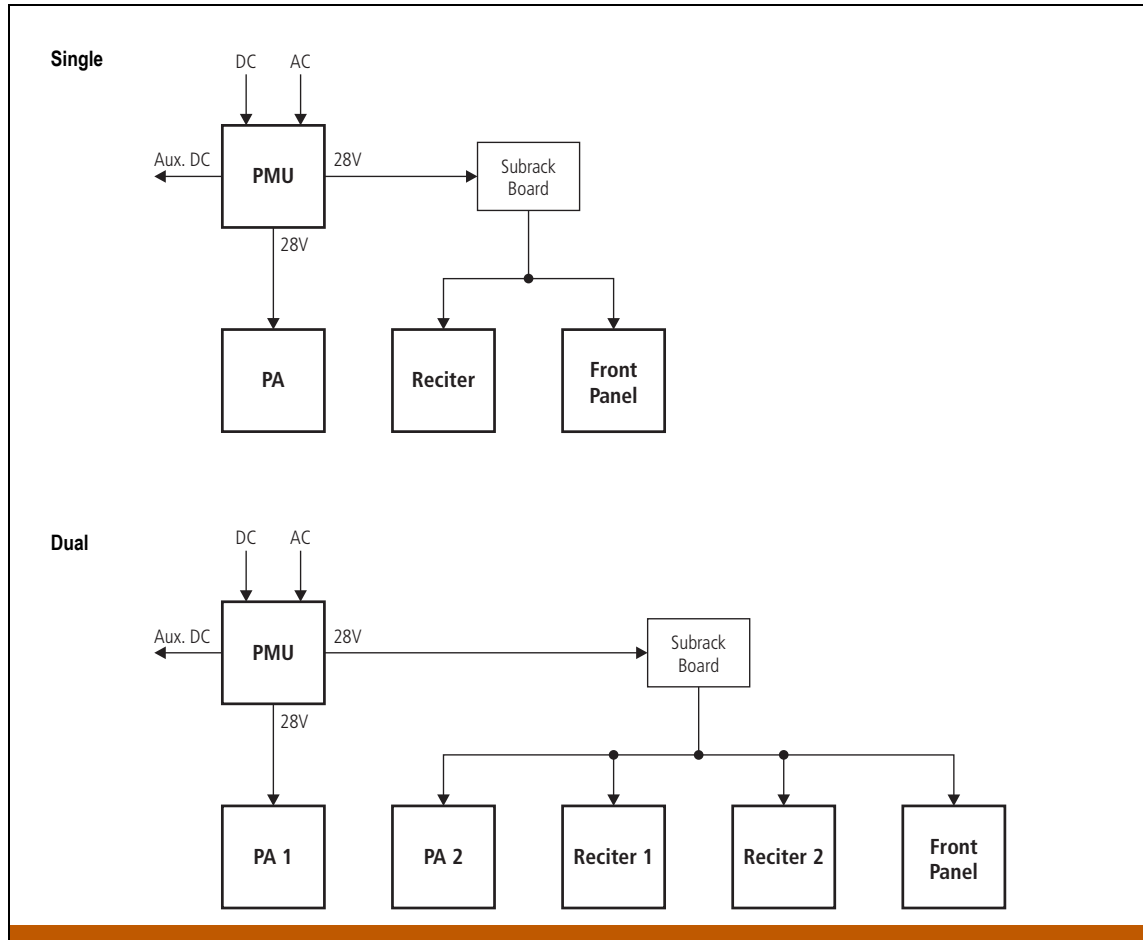 Single
DC
AC
Aux. DC
PMU
28V
Subrack
Board
28V
PA
Reciter
Front
Panel
Dual
DC
AC
Aux. DC
PMU
28V
Subrack
Board
28V
PA 1
PA 2
Reciter 1
Reciter 2
Front
Panel